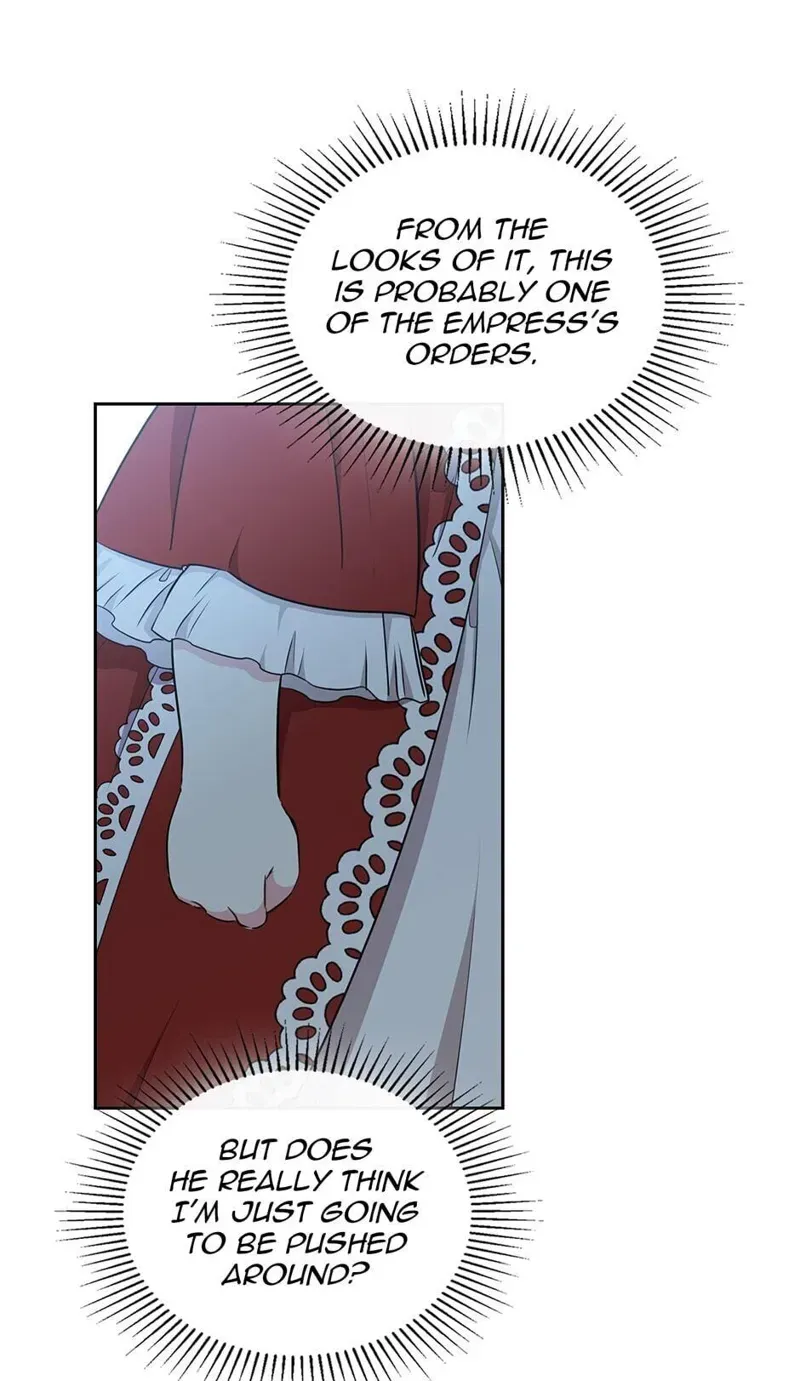 FROM THE
LOOKS OF IT, THIS
IS PROBABLY ONE
OF THE EMPRESS'S
ORDERS.
BUT DOES
HE REALLY THINK
I'M JUST GOING
TO BE PUSHED
AROUND?